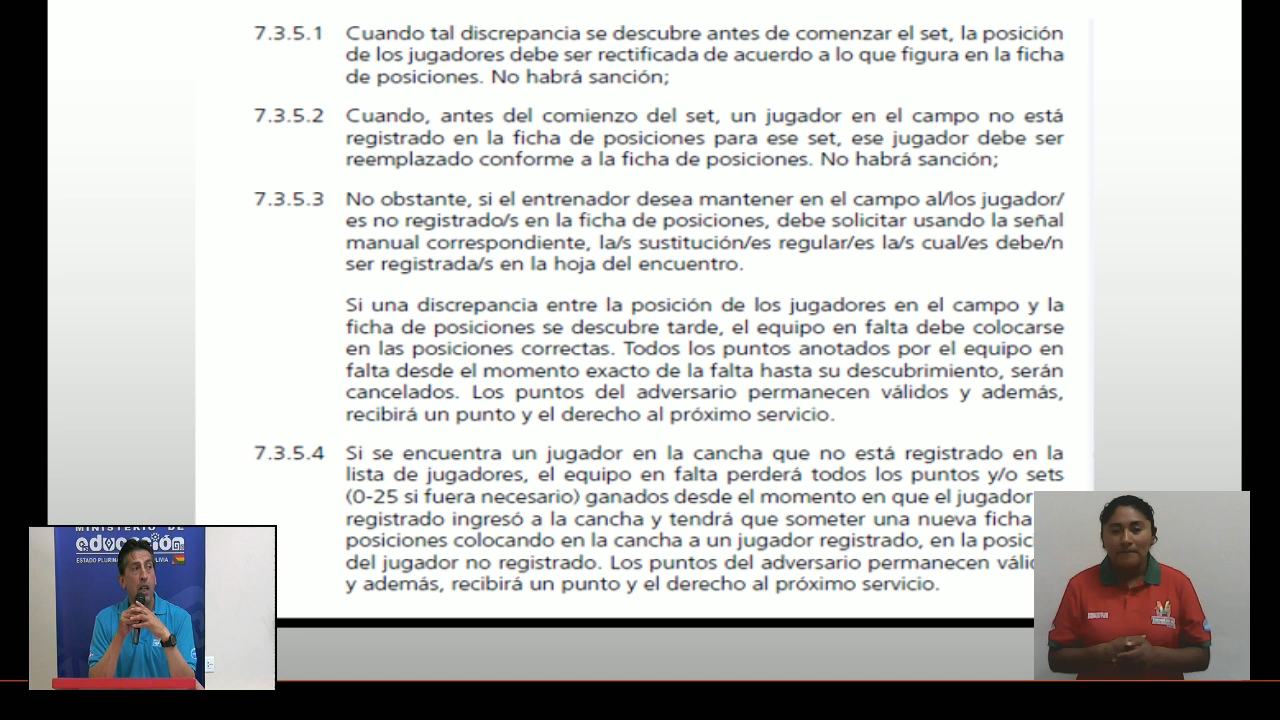 7.3.5.1 Cuando tal discrepancia se descubre antes de comenzar el set, la posición
de los jugadores debe ser rectificada de acuerdo a lo que figura en la ficha
de posiciones. No habrá sanción;
7.3.5.2 Cuando, antes del comienzo del set, un jugador en el campo no está
registrado en la ficha de posiciones para ese set, ese jugador debe ser
reemplazado conforme a la ficha de posiciones. No habrá sanción;
7.3.5.3 No obstante, si el entrenador desea mantener en el campo al/los jugador/
es no registrado/s en la ficha de posiciones, debe solicitar usando la señal
manual correspondiente, la/s sustitución/es regular/es la/s cual/es debe/n
ser registrada/s en la hoja del encuentro.
Si una discrepancia entre la posición de los jugadores en el campo y la
ficha de posiciones se descubre tarde, el equipo en falta debe colocarse
en las posiciones correctas. Todos los puntos anotados por el equipo en
falta desde el momento exacto de la falta hasta su descubrimiento, serán
cancelados. Los puntos del adversario permanecen válidos y además,
recibirá un punto y el derecho al próximo servicio.
7.3.5.4 Si se encuentra un jugador en la cancha que no está registrado en la
lista de jugadores, el equipo en falta perderá todos los puntos y/o sets
(0-25 si fuera necesario) ganados desde el momento en que el jugador
registrado ingresó a la cancha y tendrá que someter una nueva ficha
posiciones colocando en la cancha a un jugador registrado, en la posic
del jugador no registrado. Los puntos del adversario permanecen válid
y además, recibirá un punto y el derecho al próximo servicio.
MINISTERIO DE
educación
ESTADO PLURIN